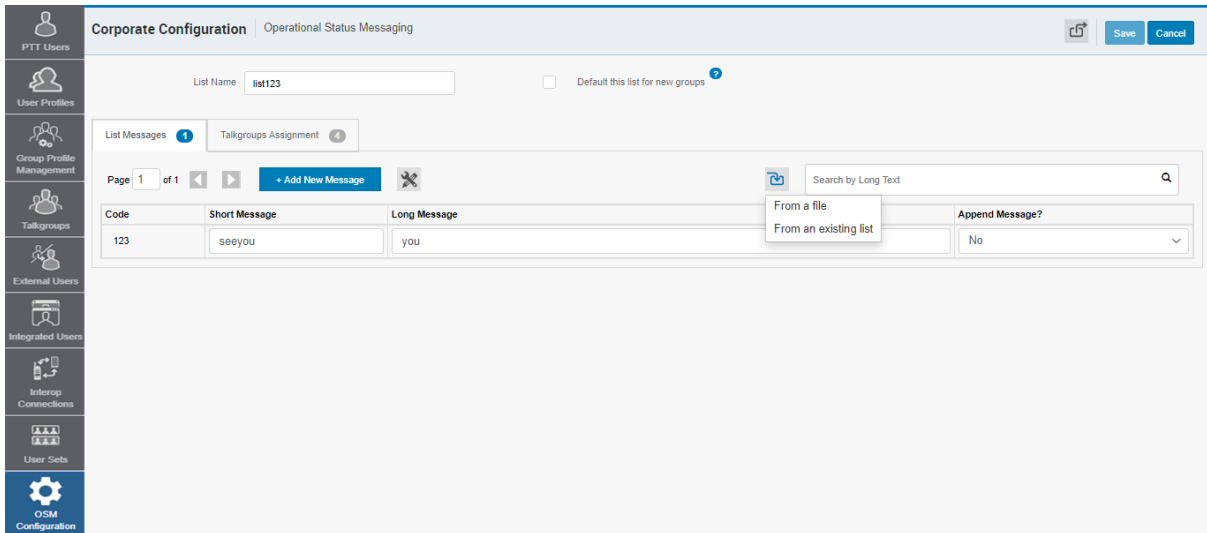 PTT Users
User Profiles
Group Profile
Management
Talkgroups
External Users
Integrated Users
Interop
Connections
User Sets
OSM
Configuration
Corporate Configuration Operational Status Messaging
Save Cancel
List Name list123 Default this list for new groups ?
List Messages 1 Talkgroups Assignment 4
Page 1 of 1 + Add New Message Search by Long Text
From a file
From an existing list
Code Short Message Long Message Append Message?
123 seeyou you No